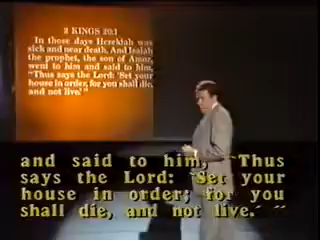 2 KINGS 20:1
In those days Hezekiah was
sick and near death. And Isaiah
the prophet, the son of Amoz,
went to him and said to him,
"Thus says the Lord: 'Set your
house in order, for you shall die,
and not live.'"
and said to him, "Thus
says the Lord: 'Set your
house in order; for you
shall die, and not live.' "